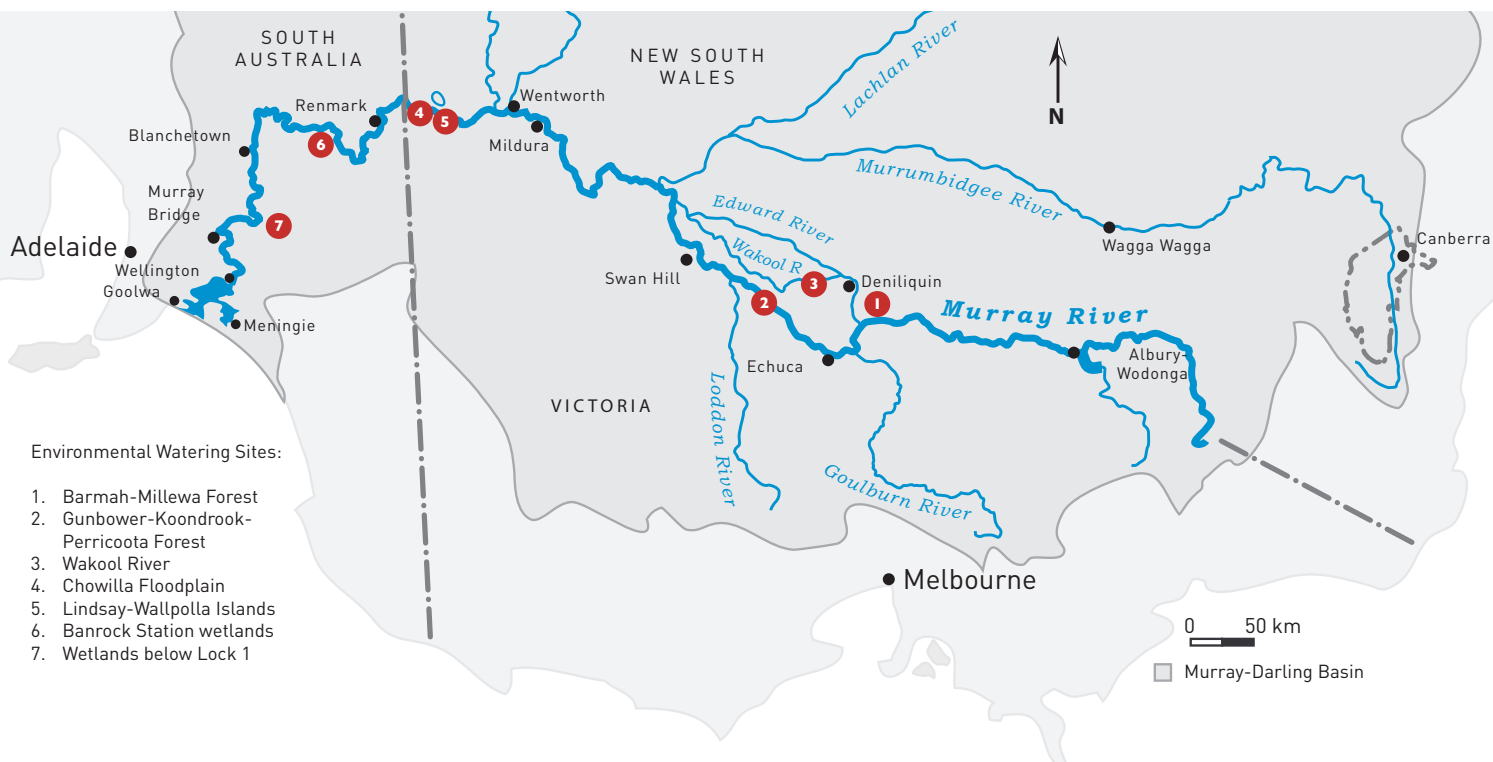 SOUTH
AUSTRALIA
NEW SOUTH
WALES
Lachlan River
N
Renmark
4
5
Wentworth
Blanchetown
6
Mildura
Murray
Bridge
7
Murrumbidgee River
Edward River
Wakool R
Adelaide
Wellington
Goolwa
Meningie
Swan Hill
2
3
Deniliquin
1
Wagga Wagga
Canberra
Murray River
Echuca
Albury-
Wodonga
Loddon River
VICTORIA
Goulburn River
Melbourne
Environmental Watering Sites:
1. Barmah-Millewa Forest
2. Gunbower-Koondrook-
Perricoota Forest
3. Wakool River
4. Chowilla Floodplain
5. Lindsay-Wallpolla Islands
6. Banrock Station wetlands
7. Wetlands below Lock 1
0 50 km
Murray-Darling Basin